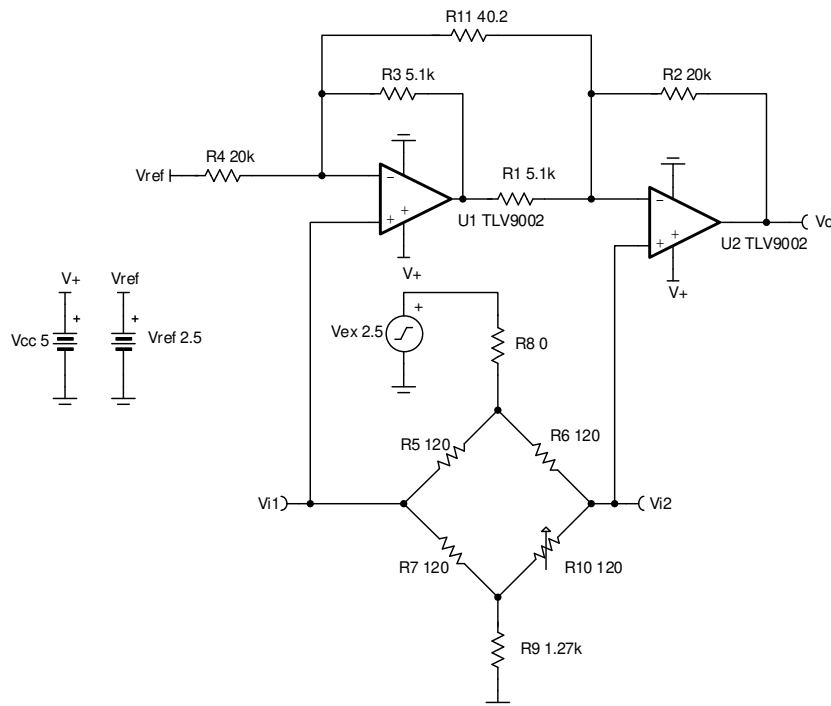 R11 40.2
R3 5.1k
R2 20k
Vref
R4 20k
R1 5.1k
U1 TLV9002
U2 TLV9002
V+
V+
V+
Vref
Vcc 5
Vref 2.5
Vex 2.5
R8 0
R5 120
R6 120
Vi1
Vi2
R7 120
R10 120
R9 1.27k